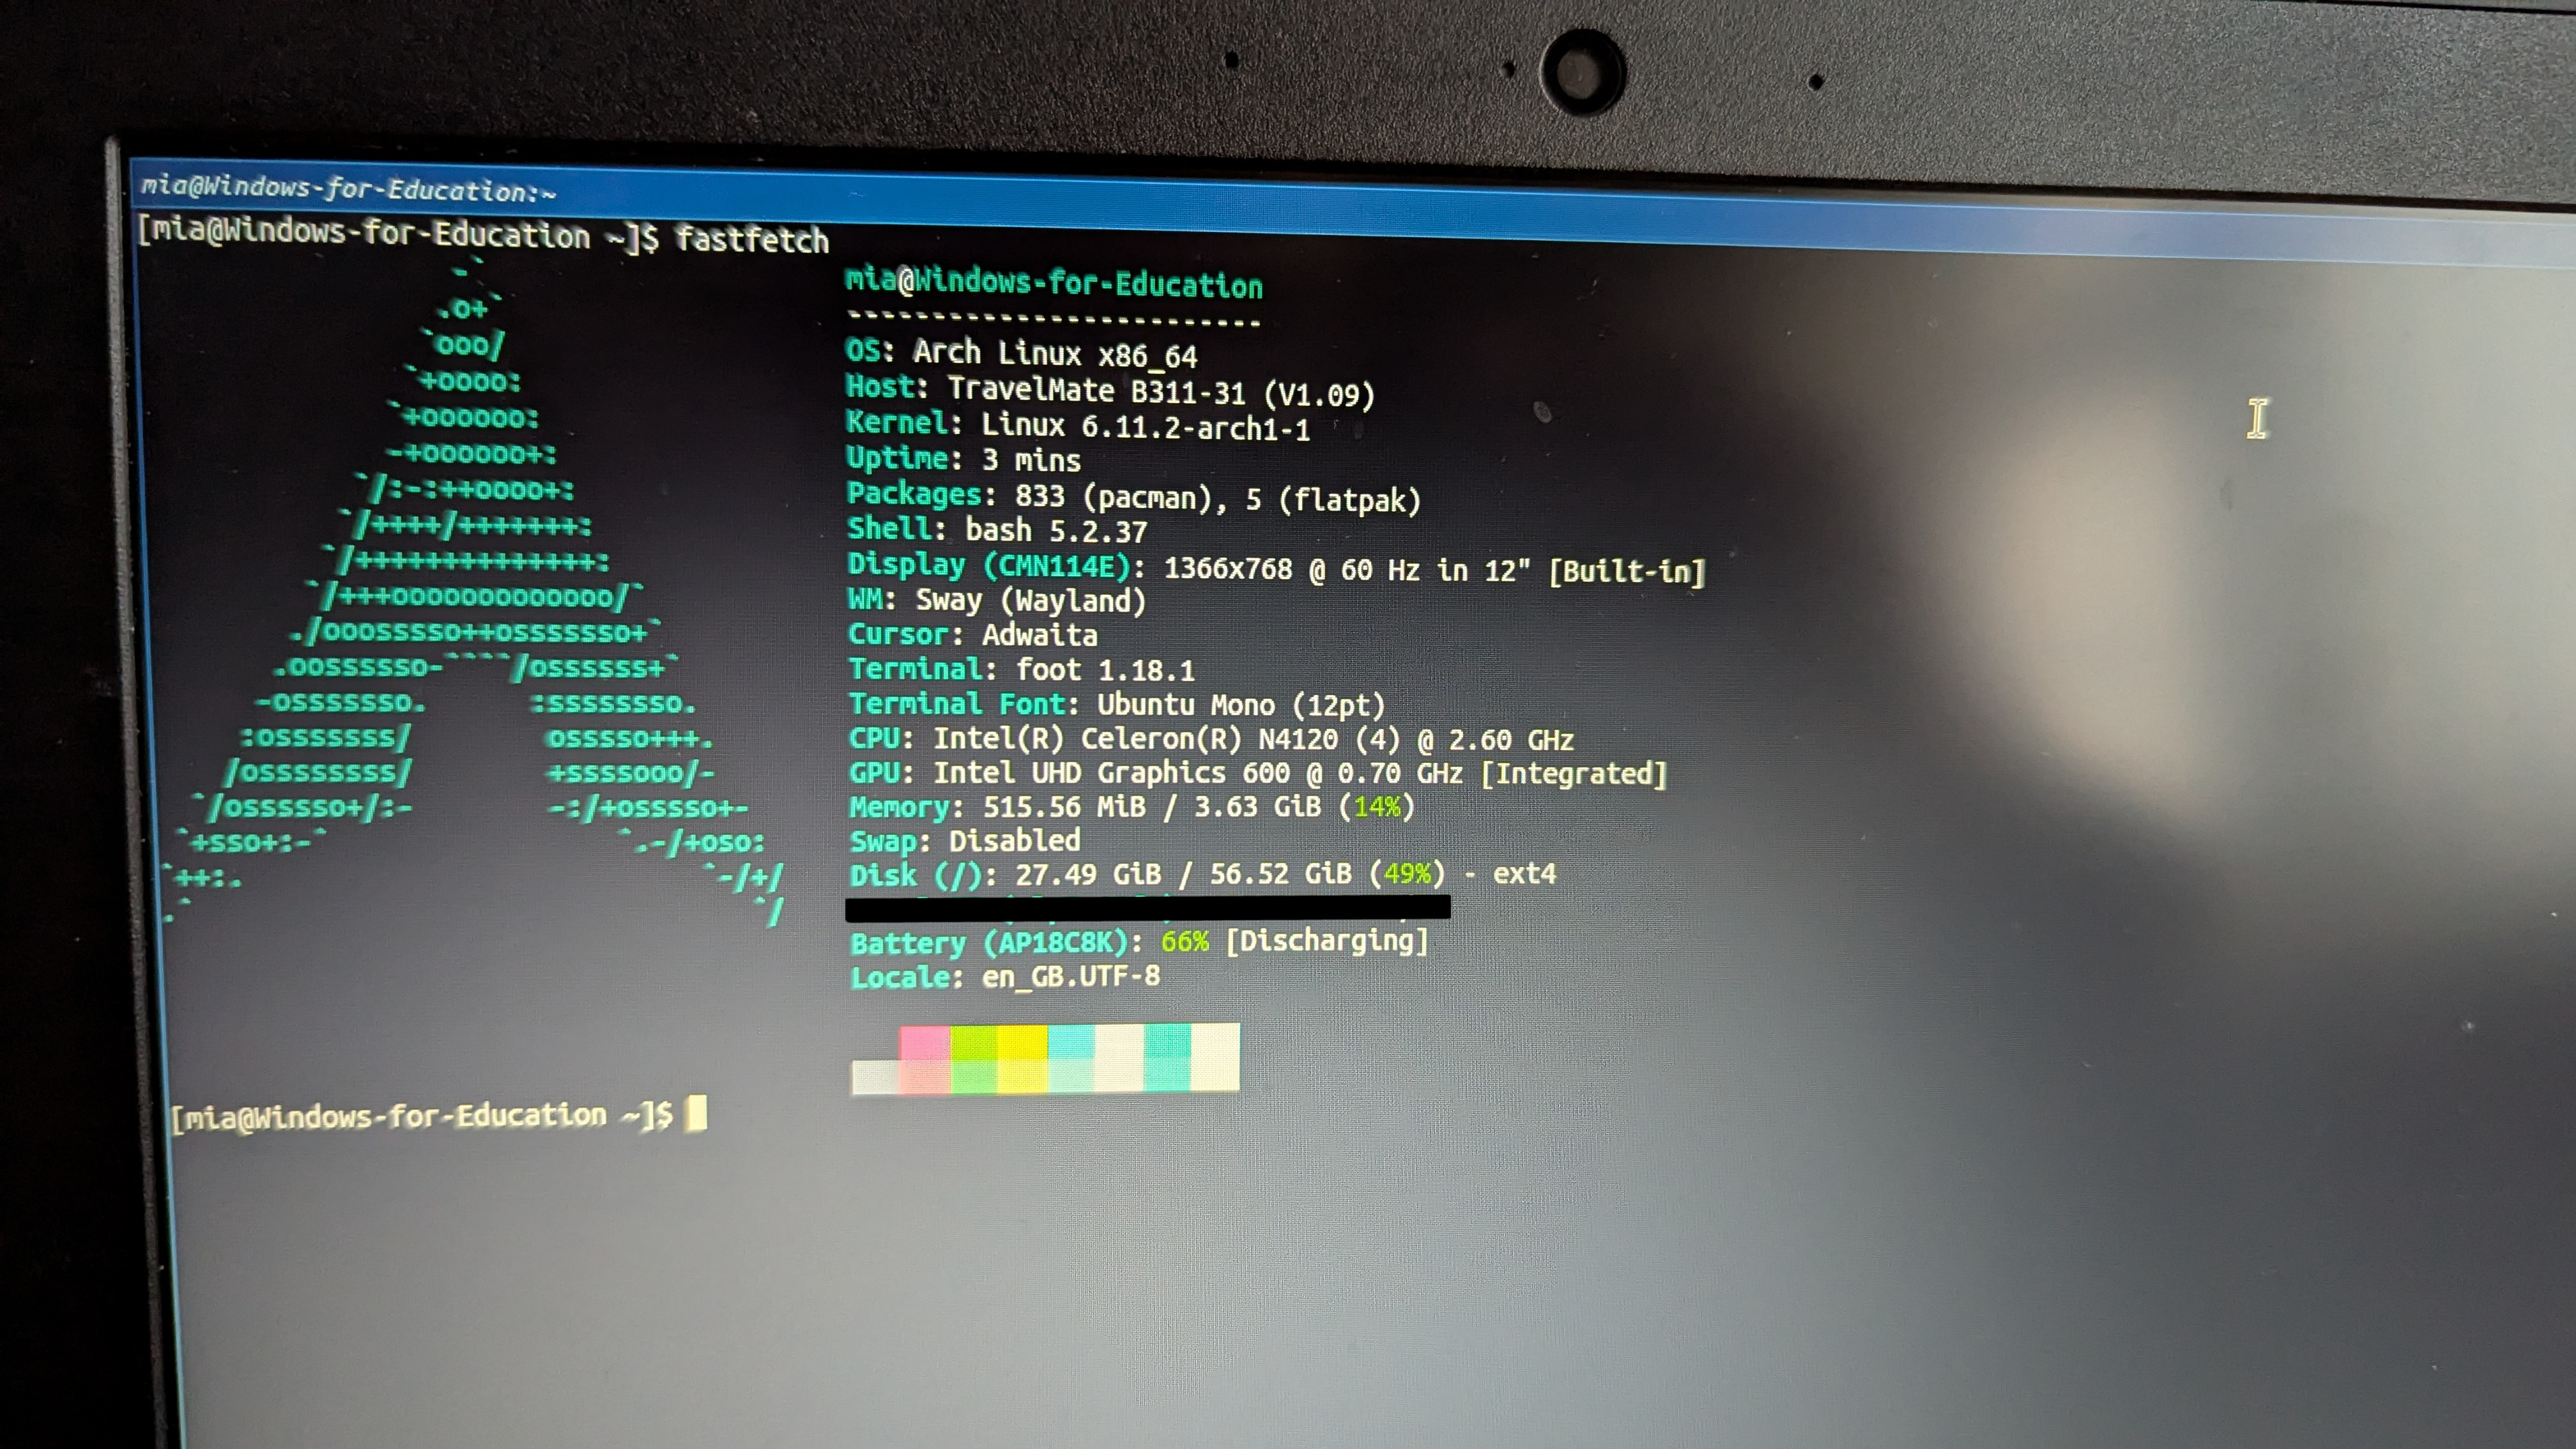 mia@Windows-for-Education:~
[mia@Windows-for-Education ~]$ fastfetch
mia@Windows-for-Education
-------------------------
OS: Arch Linux x86_64
Host: TravelMate B311-31 (V1.09)
Kernel: Linux 6.11.2-arch1-1
Uptime: 3 mins
Packages: 833 (pacman), 5 (flatpak)
Shell: bash 5.2.37
Display (CMN114E): 1366x768 @ 60 Hz in 12" [Built-in]
WM: Sway (Wayland)
Cursor: Adwaita
Terminal: foot 1.18.1
Terminal Font: Ubuntu Mono (12pt)
CPU: Intel(R) Celeron(R) N4120 (4) @ 2.60 GHz
GPU: Intel UHD Graphics 600 @ 0.70 GHz [Integrated]
Memory: 515.56 MiB / 3.63 GiB (14%)
Swap: Disabled
Disk (/): 27.49 GiB / 56.52 GiB (49%) - ext4
Battery (AP18C8K): 66% [Discharging]
Locale: en_GB.UTF-8
[mia@Windows-for-Education ~]$